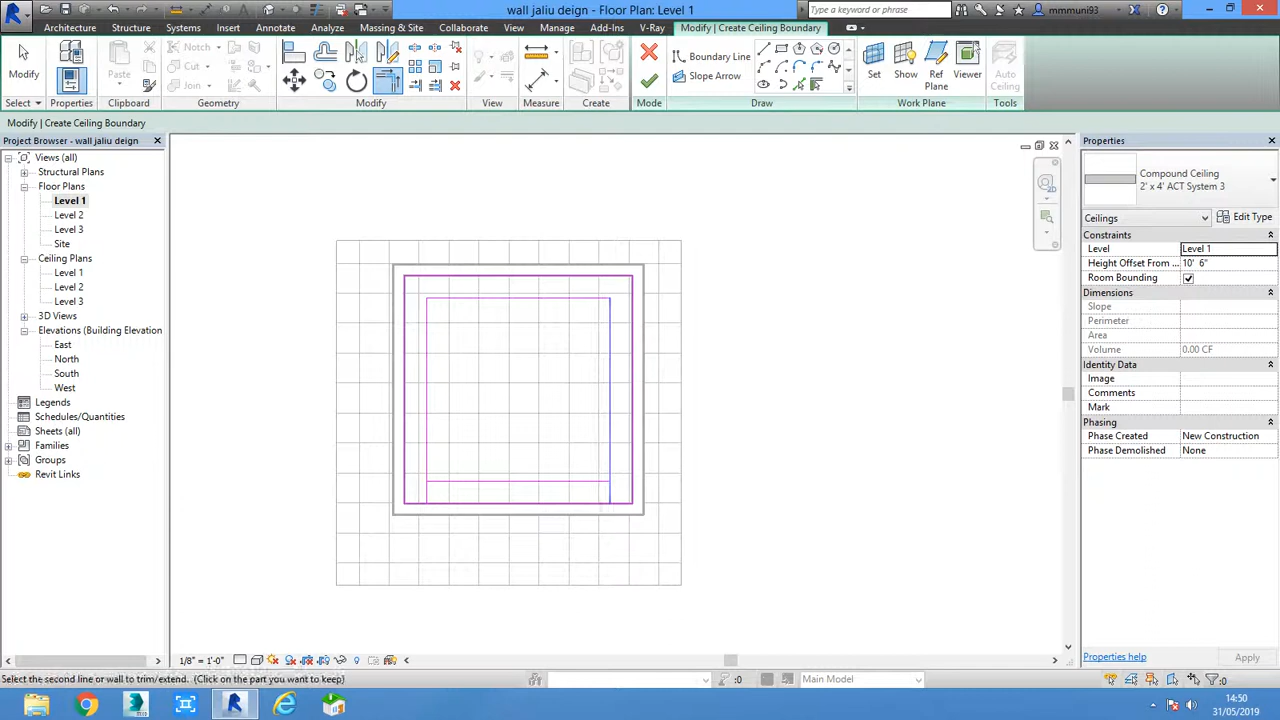 wall jaliu deign - Floor Plan: Level 1
Type a keyword or phrase
mmmuni93
Architecture Structure Systems Insert Annotate Analyze Massing & Site Collaborate View Manage Add-Ins V-Ray Modify | Create Ceiling Boundary
Modify
Paste
Notch
Cut
Join
Boundary Line
Slope Arrow
Set
Show
Ref Plane
Viewer
Auto Ceiling
Select Properties Clipboard Geometry Modify View Measure Create Mode Draw Work Plane Tools
Modify | Create Ceiling Boundary
Project Browser - wall jaliu deign
Views (all)
Structural Plans
Floor Plans
Level 1
Level 2
Level 3
Site
Ceiling Plans
Level 1
Level 2
Level 3
3D Views
Elevations (Building Elevation
East
North
South
West
Legends
Schedules/Quantities
Sheets (all)
Families
Groups
Revit Links
2D
Properties
Compound Ceiling
2' x 4' ACT System 3
Ceilings
Edit Type
Constraints
Level Level 1
Height Offset From ... 10' 6"
Room Bounding
Dimensions
Slope
Perimeter
Area
Volume 0.00 CF
Identity Data
Image
Comments
Mark
Phasing
Phase Created New Construction
Phase Demolished None
Properties help
Apply
1/8" = 1'-0"
Select the second line or wall to trim/extend. (Click on the part you want to keep)
:0
Main Model
:0
14:50
31/05/2019